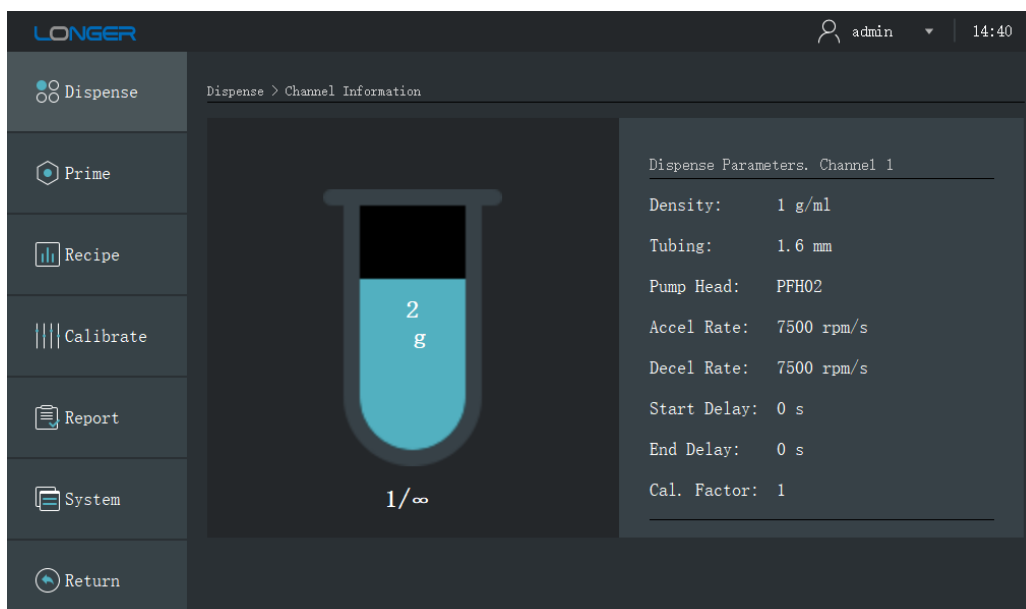 LONGER
admin
14:40
Dispense
Prime
Recipe
Calibrate
Report
System
Return
Dispense > Channel Information
2
g
1/∞
Dispense Parameters. Channel 1
Density: 1 g/ml
Tubing: 1.6 mm
Pump Head: PFH02
Accel Rate: 7500 rpm/s
Decel Rate: 7500 rpm/s
Start Delay: 0 s
End Delay: 0 s
Cal. Factor: 1